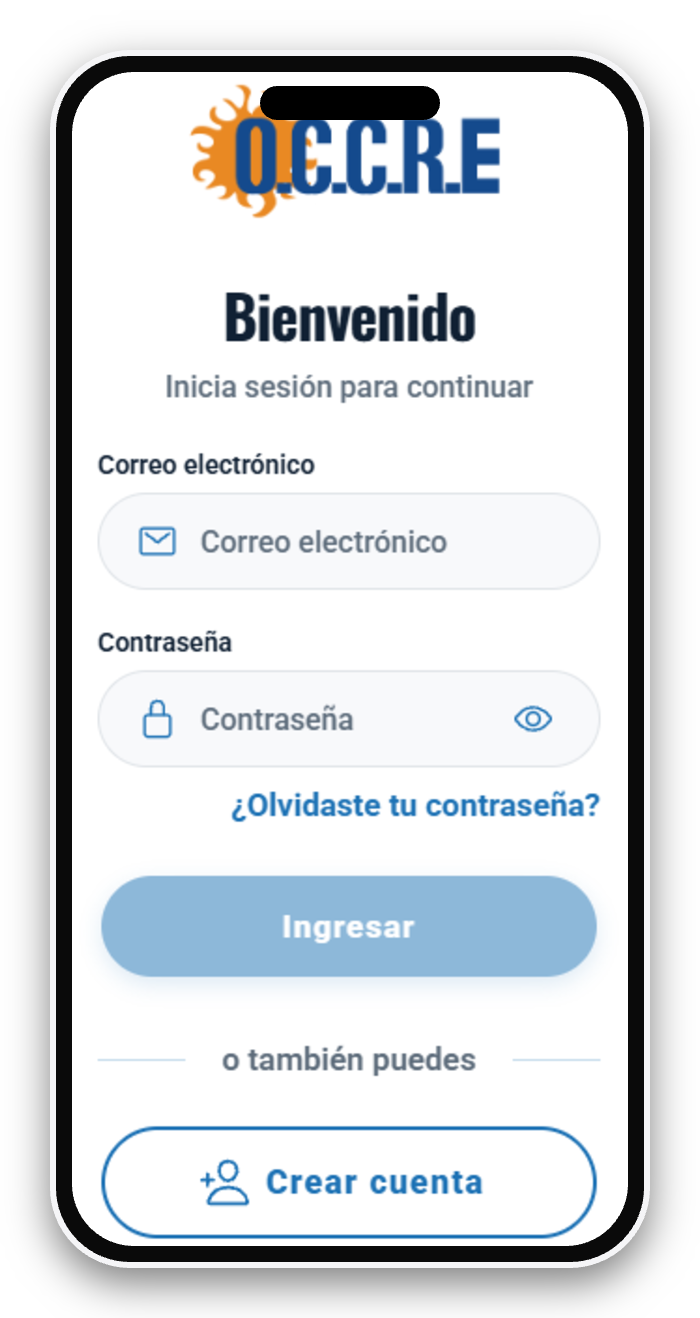 O.C.C.R.E
Bienvenido
Inicia sesión para continuar
Correo electrónico
Correo electrónico
Contraseña
Contraseña
¿Olvidaste tu contraseña?
Ingresar
o también puedes
Crear cuenta